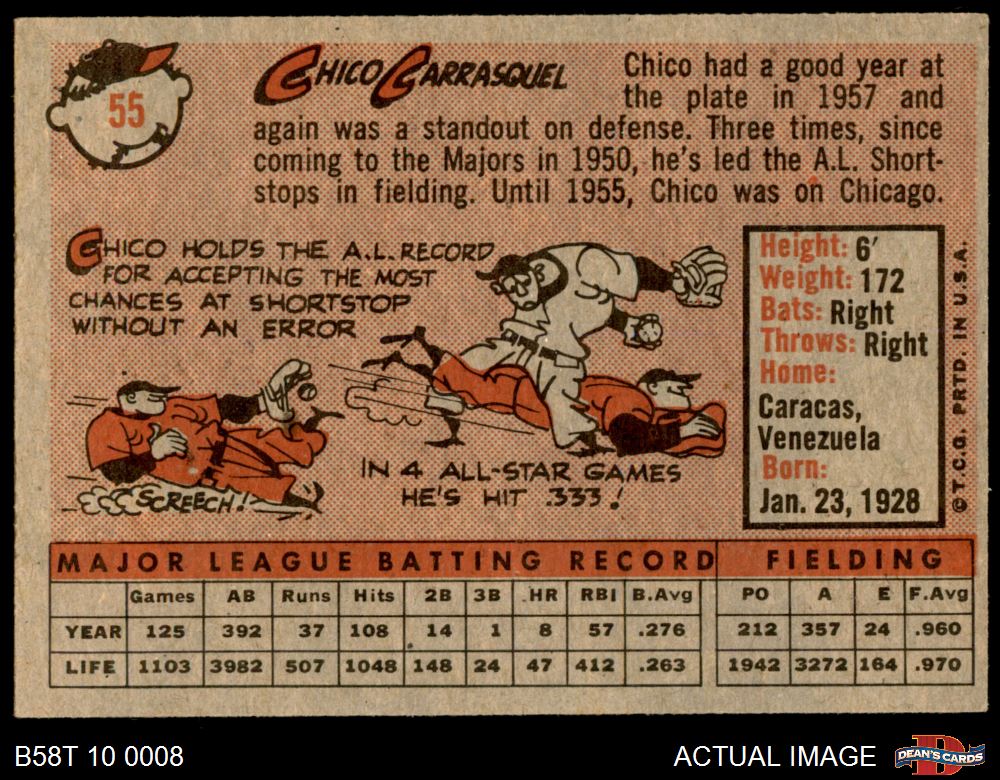 55
CHICO CARRASQUEL
Chico had a good year at
the plate in 1957 and
again was a standout on defense. Three times, since
coming to the Majors in 1950, he's led the A.L. Short-
stops in fielding. Until 1955, Chico was on Chicago.
CHICO HOLDS THE A.L. RECORD
FOR ACCEPTING THE MOST
CHANCES AT SHORTSTOP
WITHOUT AN ERROR
SCREECH!
IN 4 ALL-STAR GAMES
HE'S HIT .333!
Height: 6'
Weight: 172
Bats: Right
Throws: Right
Home:
Caracas,
Venezuela
Born:
Jan. 23, 1928
© T.C.G. PRTD. IN U.S.A.
MAJOR LEAGUE BATTING RECORD FIELDING
Games AB Runs Hits 2B 3B HR RBI B.Avg PO A E F.Avg
YEAR 125 392 37 108 14 1 8 57 .276 212 357 24 .960
LIFE 1103 3982 507 1048 148 24 47 412 .263 1942 3272 164 .970
B58T 10 0008
ACTUAL IMAGE
D
DEAN'S CARDS